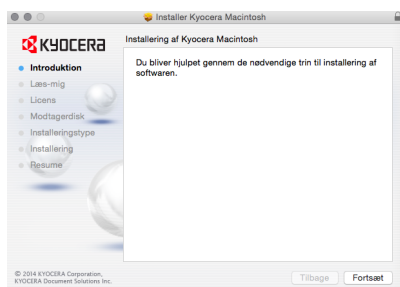 Installer Kyocera Macintosh
KYOCERA
Installering af Kyocera Macintosh
Introduktion
Læs-mig
Licens
Modtagerdisk
Installeringstype
Installering
Resume
Du bliver hjulpet gennem de nødvendige trin til installering af
softwaren.
© 2014 KYOCERA Corporation,
KYOCERA Document Solutions Inc.
Tilbage
Fortsæt